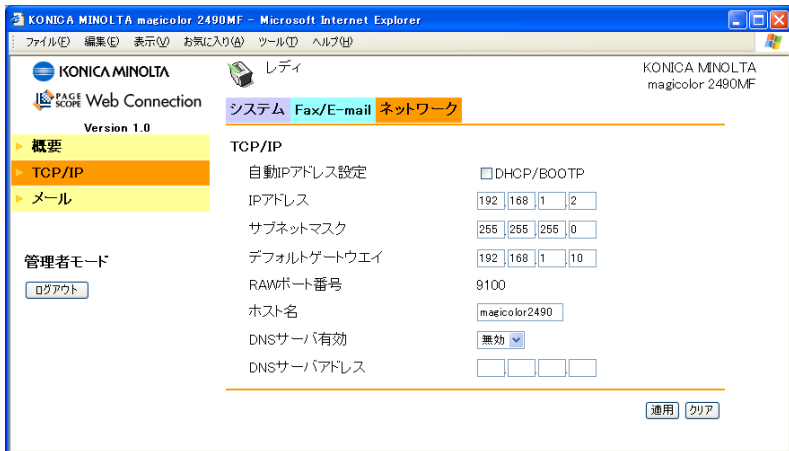 KONICA MINOLTA magicolor 2490MF - Microsoft Internet Explorer
ファイル(F) 編集(E) 表示(V) お気に入り(A) ツール(T) ヘルプ(H)
KONICA MINOLTA
レディ
KONICA MINOLTA
magicolor 2490MF
PAGE SCOPE Web Connection
Version 1.0
システム Fax/E-mail ネットワーク
概要
TCP/IP
メール
管理者モード
ログアウト
TCP/IP
自動IPアドレス設定 DHCP/BOOTP
IPアドレス 192 .168 .1 .2
サブネットマスク 255 .255 .255 .0
デフォルトゲートウエイ 192 .168 .1 .10
RAWポート番号 9100
ホスト名 magicolor2490
DNSサーバ有効 無効
DNSサーバアドレス . . .
適用 クリア